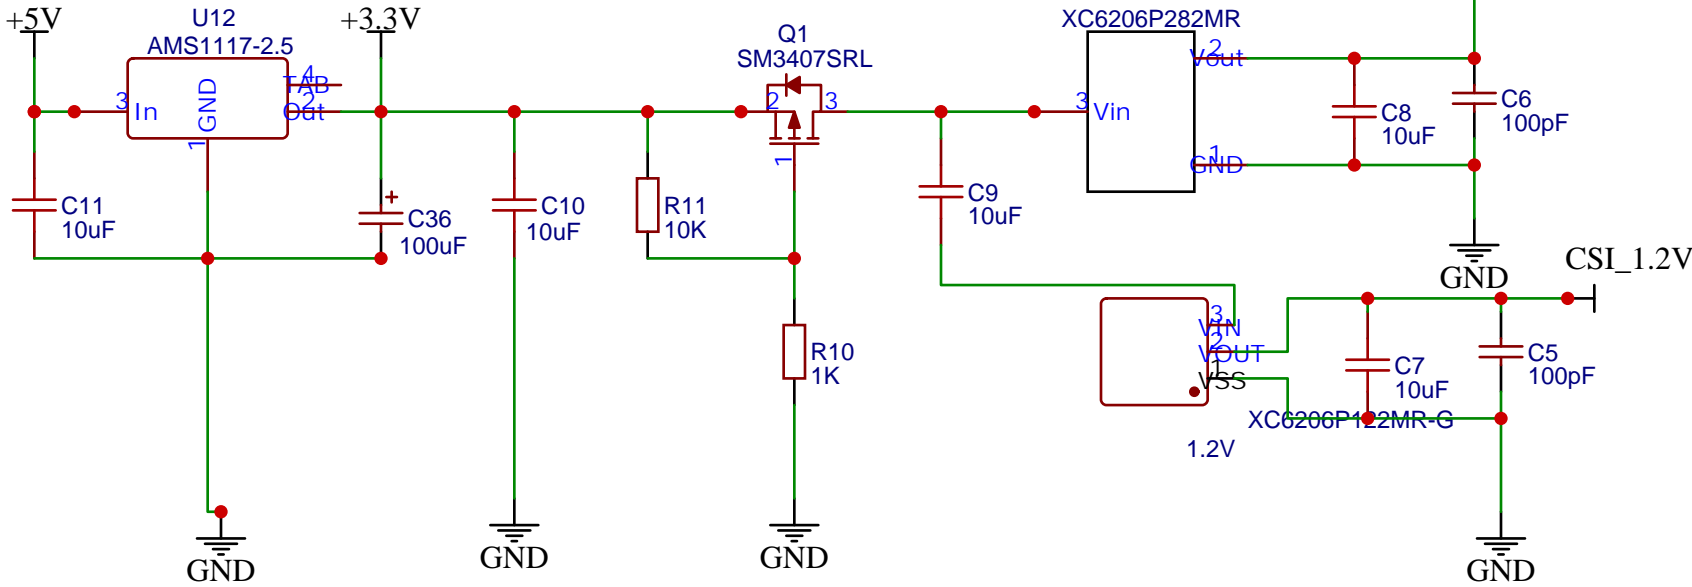 +5V
U12
AMS1117-2.5
+3.3V
Q1
SM3407SRL
XC6206P282MR
3
In
GND
1
4
TAB
2
Out
2
3
1
3
Vin
2
Vout
1
GND
C8
10uF
C6
100pF
C11
10uF
+
C36
100uF
C10
10uF
R11
10K
C9
10uF
GND
CSI_1.2V
3
VIN
2
VOUT
1
VSS
R10
1K
C7
10uF
C5
100pF
XC6206P122MR-G
1.2V
GND
GND
GND
GND